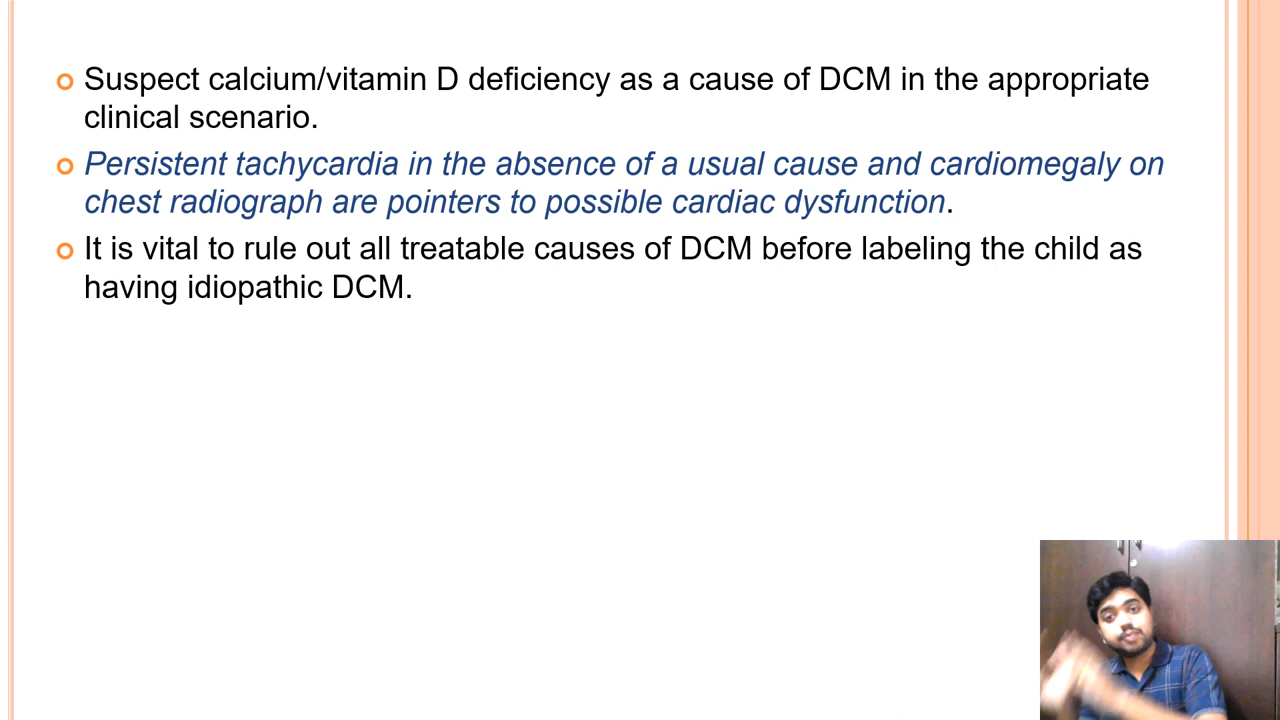 Suspect calcium/vitamin D deficiency as a cause of DCM in the appropriate
clinical scenario.
Persistent tachycardia in the absence of a usual cause and cardiomegaly on
chest radiograph are pointers to possible cardiac dysfunction.
It is vital to rule out all treatable causes of DCM before labeling the child as
having idiopathic DCM.